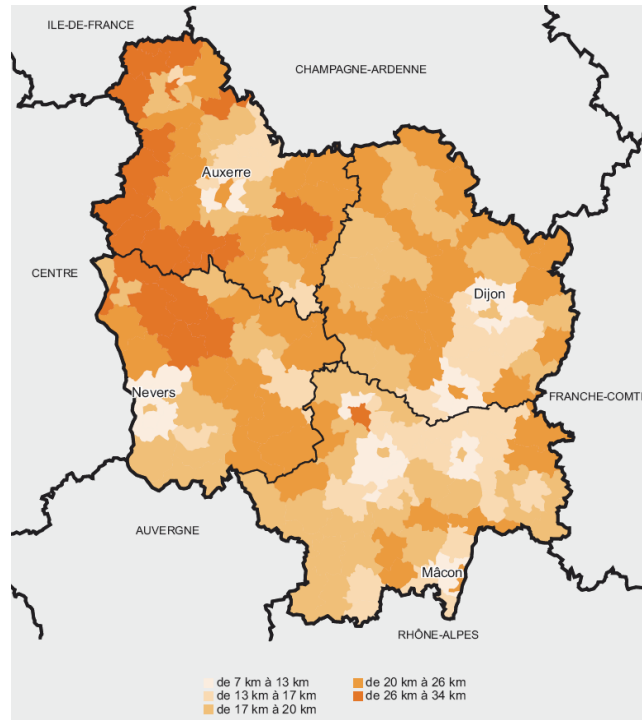 ILE-DE-FRANCE
CHAMPAGNE-ARDENNE
Auxerre
CENTRE
Dijon
Nevers
FRANCHE-COMT
AUVERGNE
Mâcon
RHÔNE-ALPES
de 7 km à 13 km
de 13 km à 17 km
de 17 km à 20 km
de 20 km à 26 km
de 26 km à 34 km